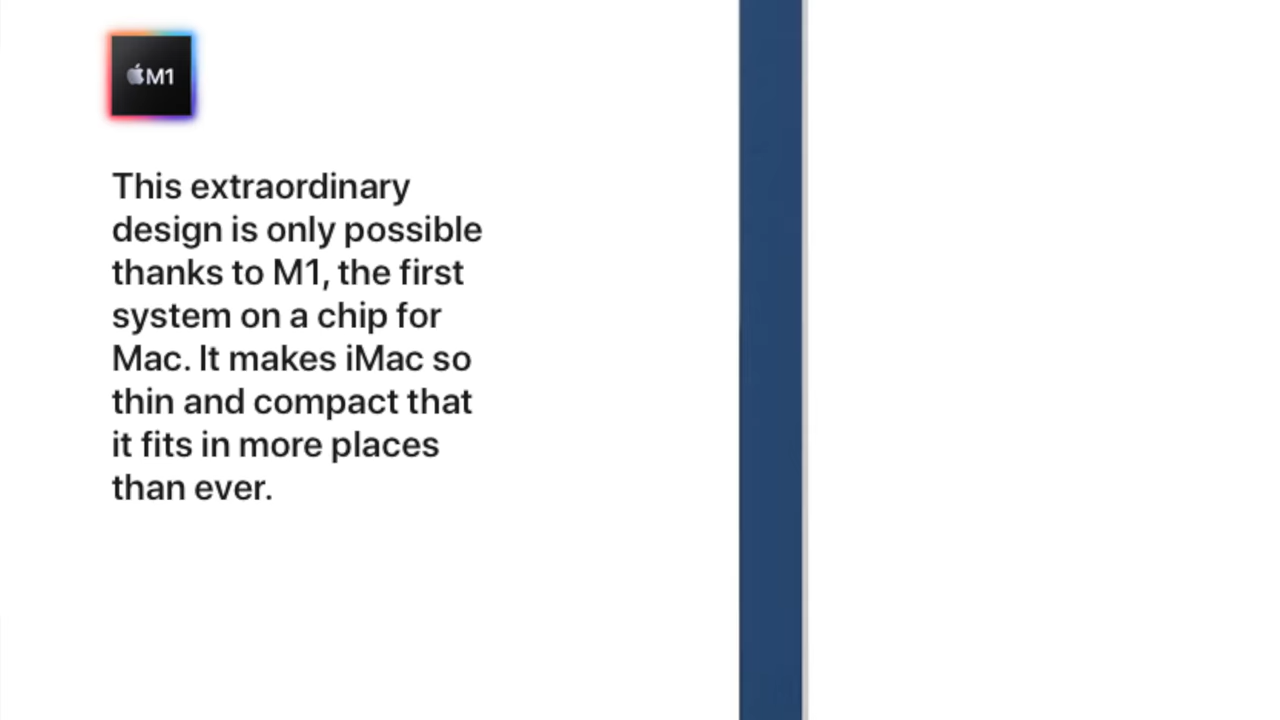 M1
This extraordinary
design is only possible
thanks to M1, the first
system on a chip for
Mac. It makes iMac so
thin and compact that
it fits in more places
than ever.